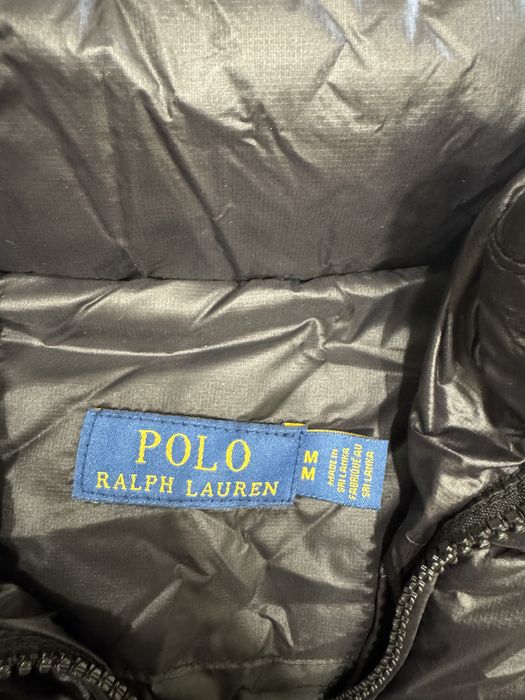 POLO
RALPH LAUREN
M
M
MADE IN
SRI LANKA
FABRIQUÉ AU
SRI LANKA